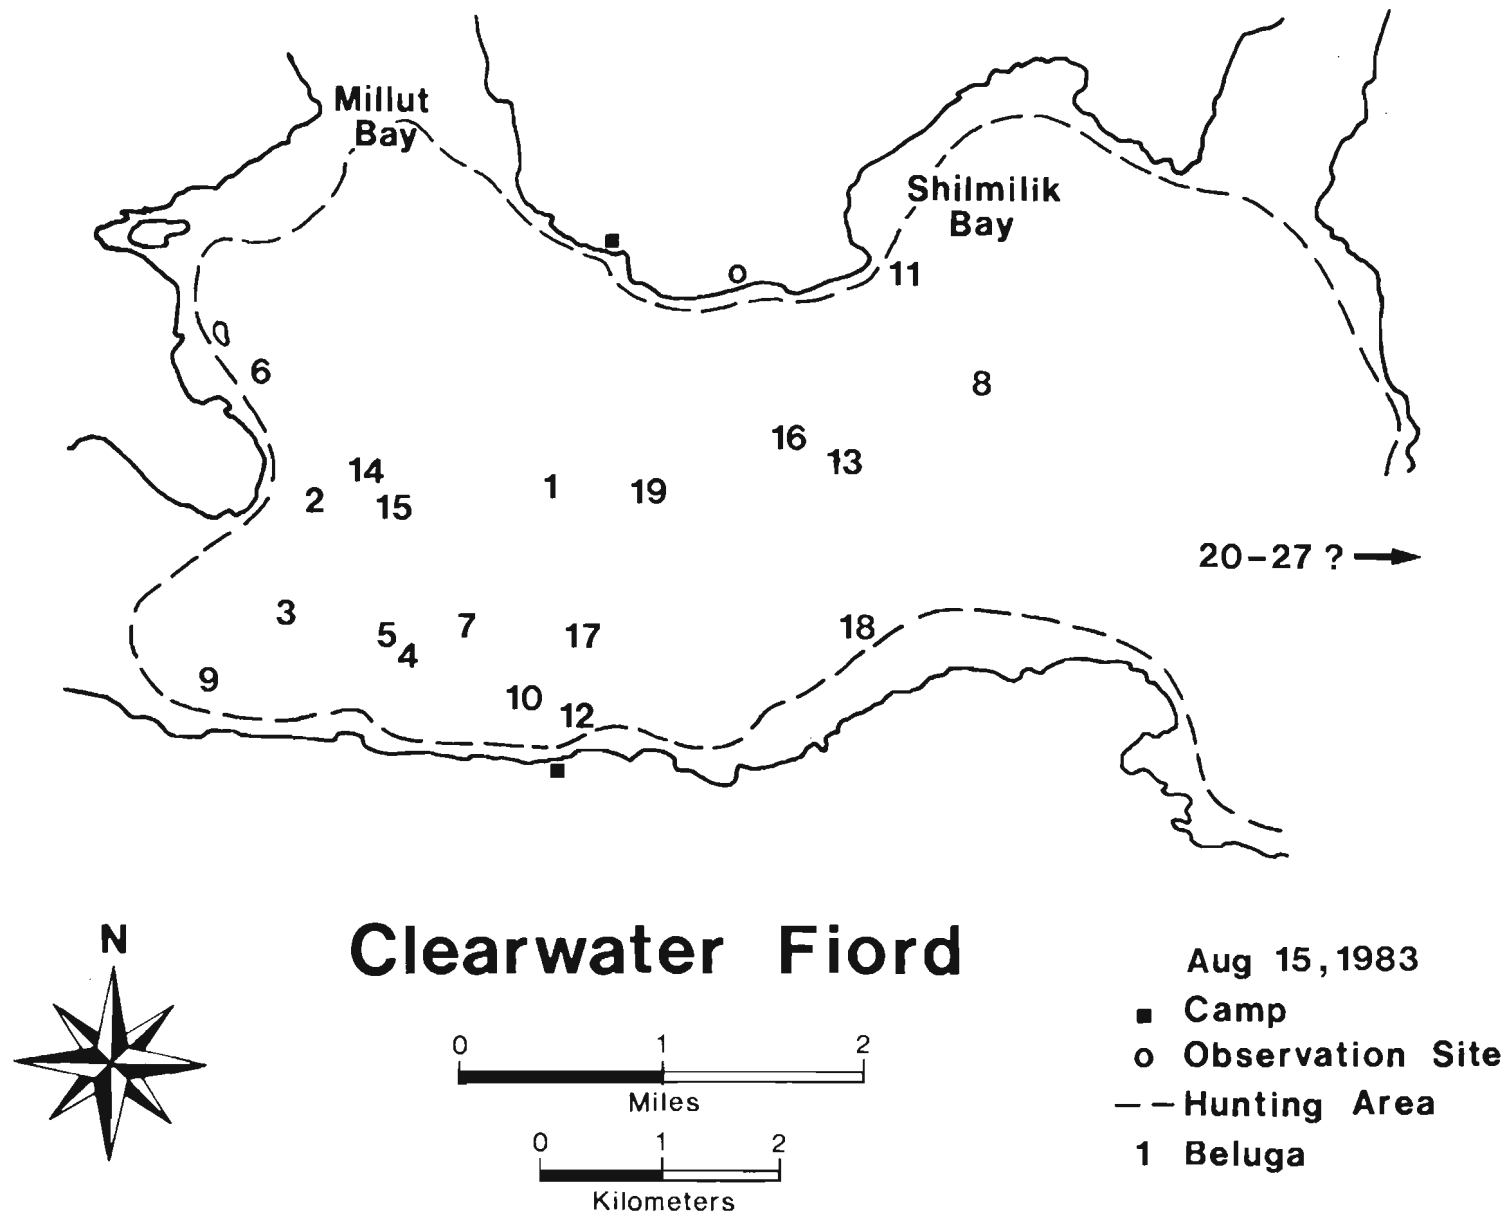 Millut
Bay
Shilmilik
Bay
11
6
8
16
13
14
2
15
1
19
20-27 ?
3
5
4
7
17
18
9
10
12
N
Clearwater Fiord
0 1 2
Miles
0 1 2
Kilometers
Aug 15, 1983
Camp
Observation Site
Hunting Area
1 Beluga